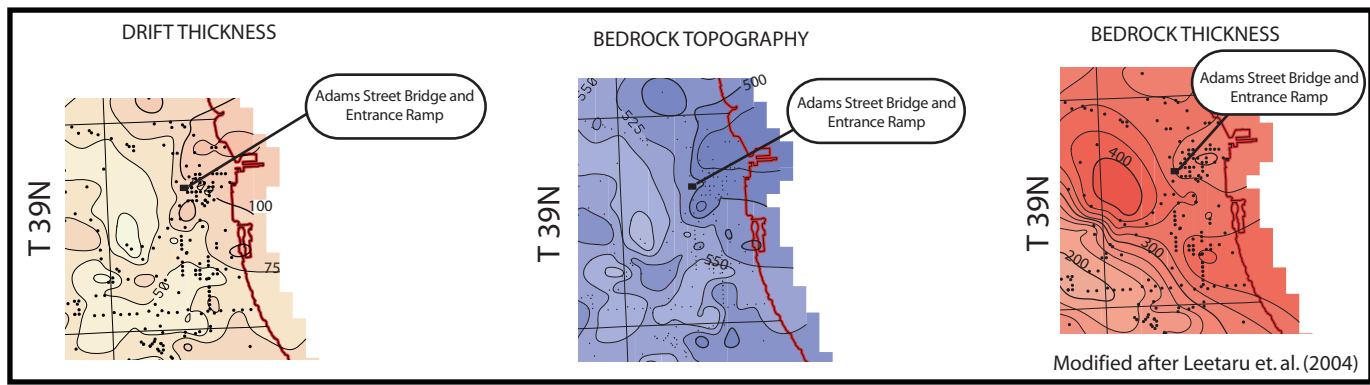 DRIFT THICKNESS
Adams Street Bridge and
Entrance Ramp
T 39N
100
75
50
BEDROCK TOPOGRAPHY
Adams Street Bridge and
Entrance Ramp
T 39N
550
500
525
550
BEDROCK THICKNESS
Adams Street Bridge and
Entrance Ramp
T 39N
400
300
200
Modified after Leetaru et. al. (2004)